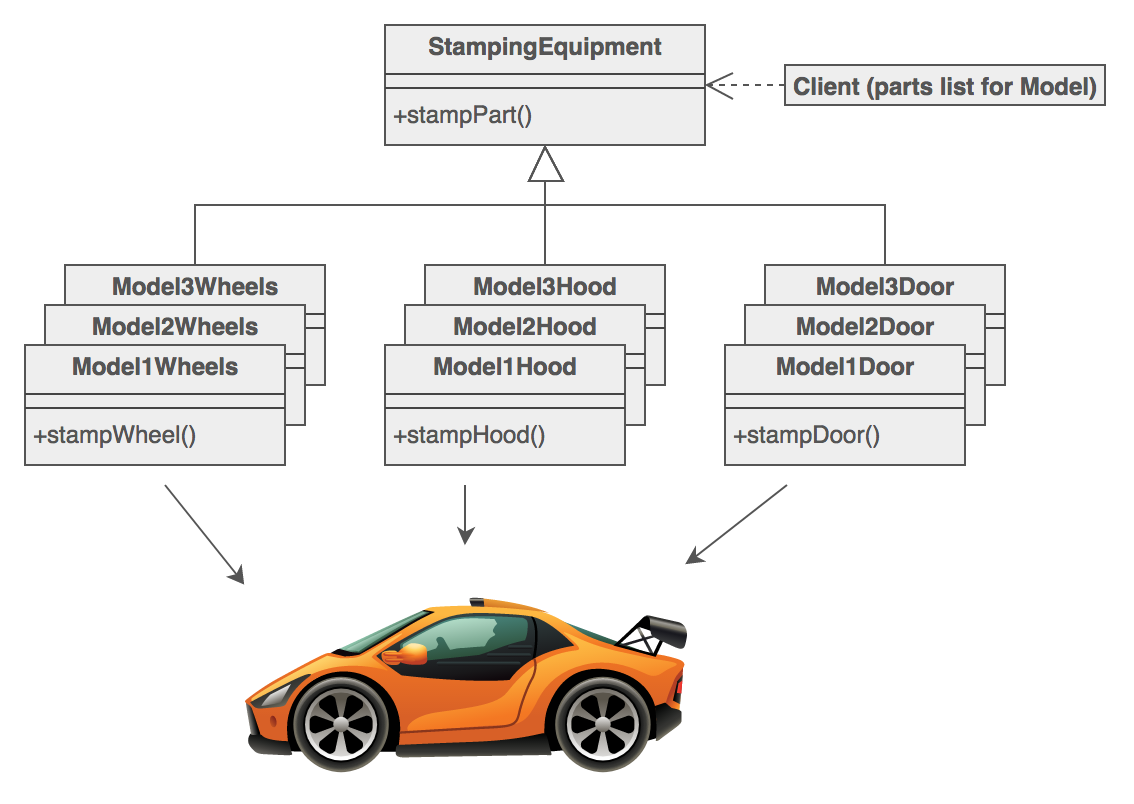 StampingEquipment
+stampPart()
Client (parts list for Model)
Model3Wheels
Model2Wheels
Model1Wheels
+stampWheel()
Model3Hood
Model2Hood
Model1Hood
+stampHood()
Model3Door
Model2Door
Model1Door
+stampDoor()